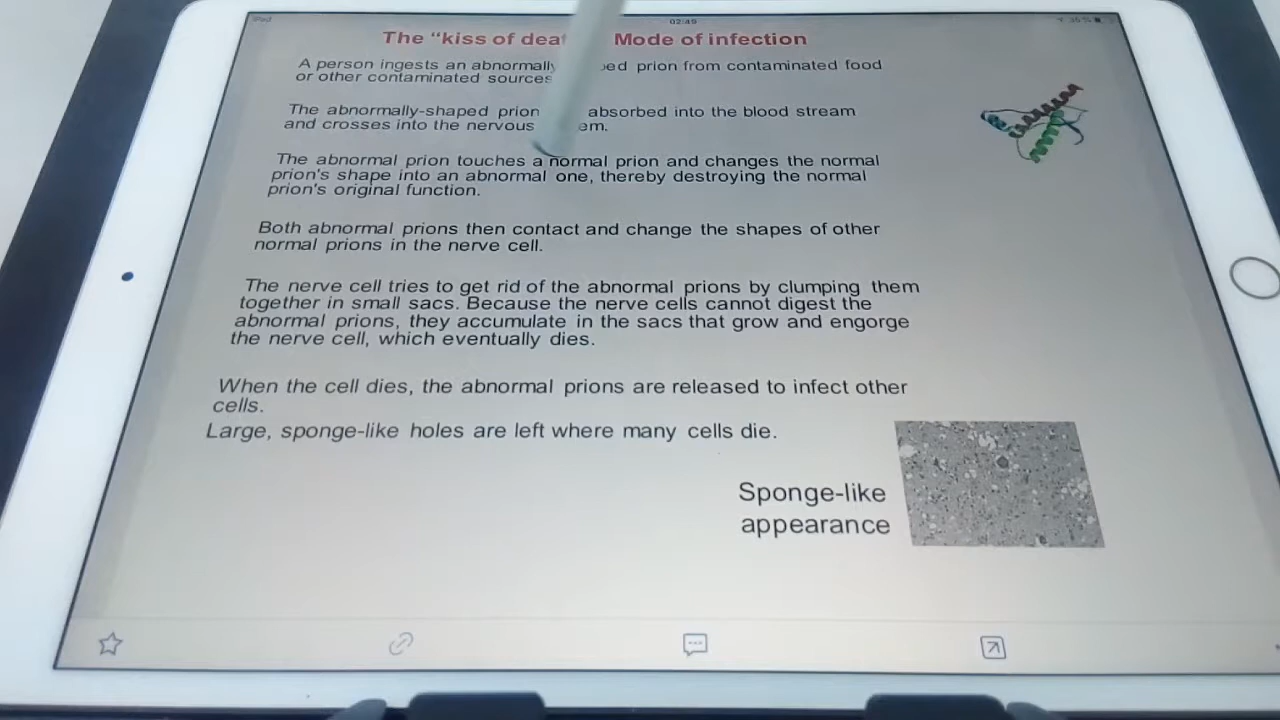 iPad
02:49
35%
The "kiss of Mode of infection
A person ingests an prion from contaminated food
or other contaminated sources
The abnormally-shaped prion absorbed into the blood stream
and crosses into the nervous
The abnormal prion touches a normal prion and changes the normal
prion's shape into an abnormal one, thereby destroying the normal
prion's original function.
Both abnormal prions then contact and change the shapes of other
normal prions in the nerve cell.
The nerve cell tries to get rid of the abnormal prions by clumping them
together in small sacs. Because the nerve cells cannot digest the
abnormal prions, they accumulate in the sacs that grow and engorge
the nerve cell, which eventually dies.
When the cell dies, the abnormal prions are released to infect other
cells.
Large, sponge-like holes are left where many cells die.
Sponge-like
appearance